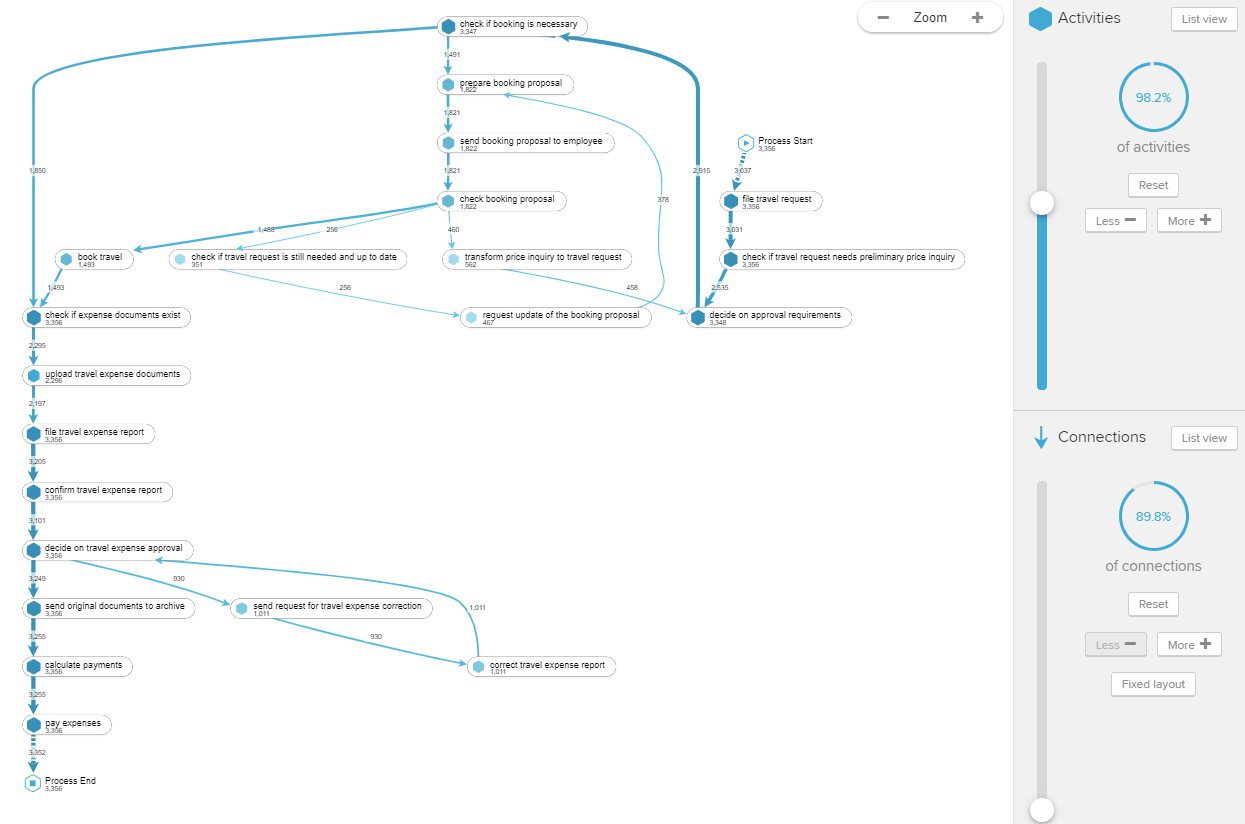 check if booking is necessary
3,347
Zoom
Activities
List view
1,491
prepare booking proposal
1,822
98.2%
1,821
send booking proposal to employee
1,822
Process Start
3,356
of activities
1,850
1,821
2,915
3,037
Reset
check booking proposal
1,822
378
file travel request
3,356
Less
More
1,488
256
460
3,031
book travel
1,493
check if travel request is still needed and up to date
351
transform price inquiry to travel request
562
check if travel request needs preliminary price inquiry
3,356
1,493
256
458
2,535
check if expense documents exist
3,356
request update of the booking proposal
467
decide on approval requirements
3,348
2,295
upload travel expense documents
2,296
2,197
file travel expense report
3,356
Connections
List view
3,205
confirm travel expense report
3,356
3,101
89.8%
decide on travel expense approval
3,356
of connections
3,249
930
send original documents to archive
3,356
send request for travel expense correction
1,011
1,011
Reset
3,255
930
Less
More
calculate payments
3,356
correct travel expense report
1,011
3,255
Fixed layout
pay expenses
3,356
3,352
Process End
3,356